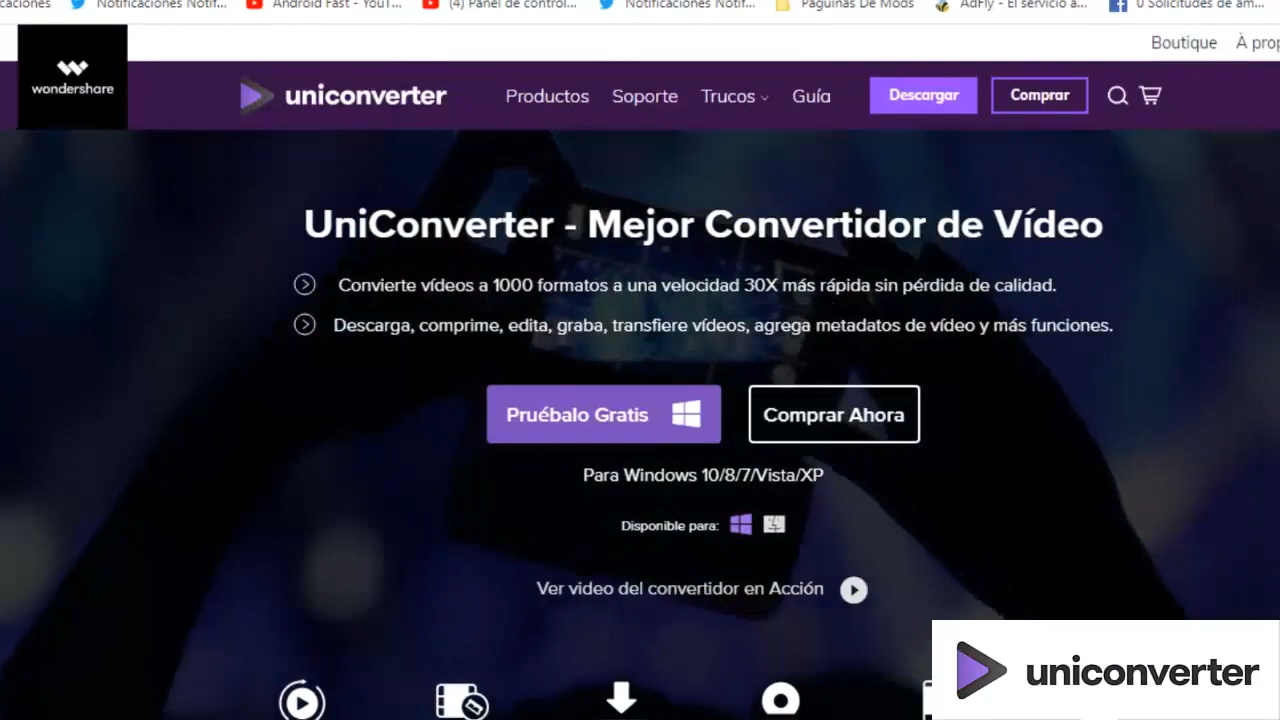 caciones
Notificaciones Notif...
Android Fast - YouT...
(4) Panel de control...
Notificaciones Notif...
Páguinas De Mods
AdFly - El servicio a...
0 Solicitudes de am...
Boutique À prop
wondershare
uniconverter
Productos Soporte Trucos Guía
Descargar
Comprar
UniConverter - Mejor Convertidor de Vídeo
Convierte vídeos a 1000 formatos a una velocidad 30X más rápida sin pérdida de calidad.
Descarga, comprime, edita, graba, transfiere vídeos, agrega metadatos de vídeo y más funciones.
Pruébalo Gratis
Comprar Ahora
Para Windows 10/8/7/Vista/XP
Disponible para:
Ver video del convertidor en Acción
uniconverter